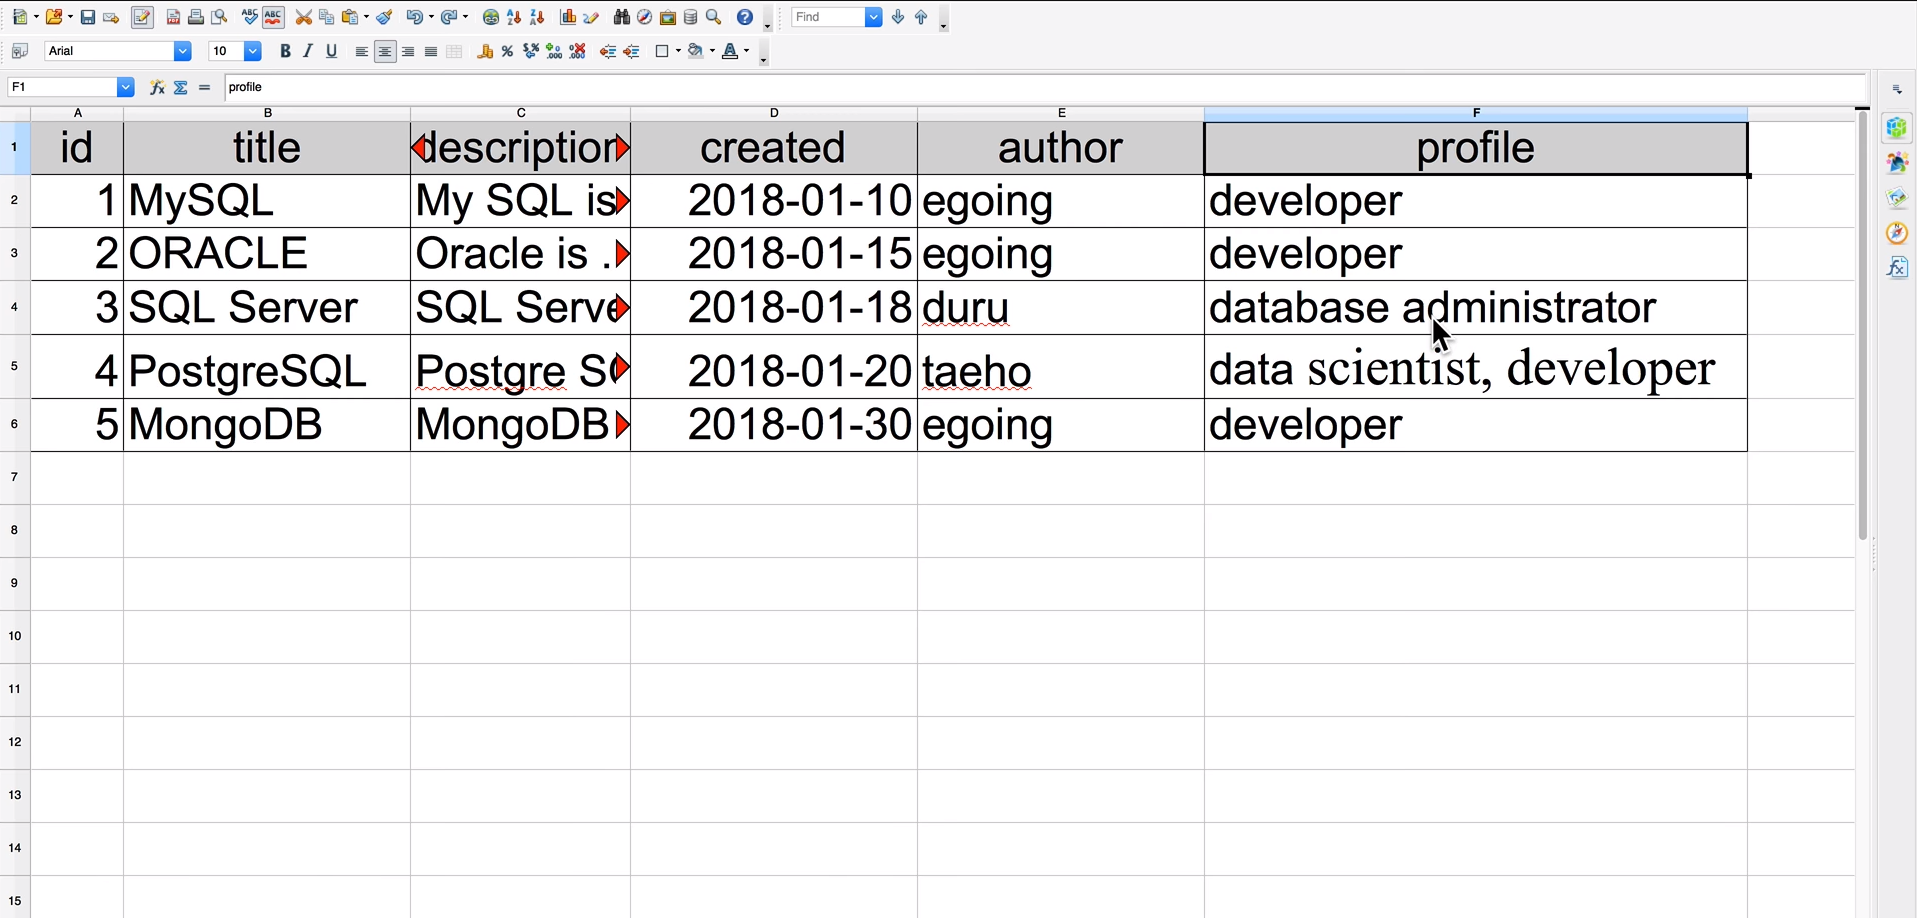 Find
Arial 10
F1 profile
A B C D E F
1 id title description created author profile
2 1 MySQL My SQL is 2018-01-10 egoing developer
3 2 ORACLE Oracle is . 2018-01-15 egoing developer
4 3 SQL Server SQL Serve 2018-01-18 duru database administrator
5 4 PostgreSQL Postgre SQ 2018-01-20 taeho data scientist, developer
6 5 MongoDB MongoDB 2018-01-30 egoing developer
7
8
9
10
11
12
13
14
15